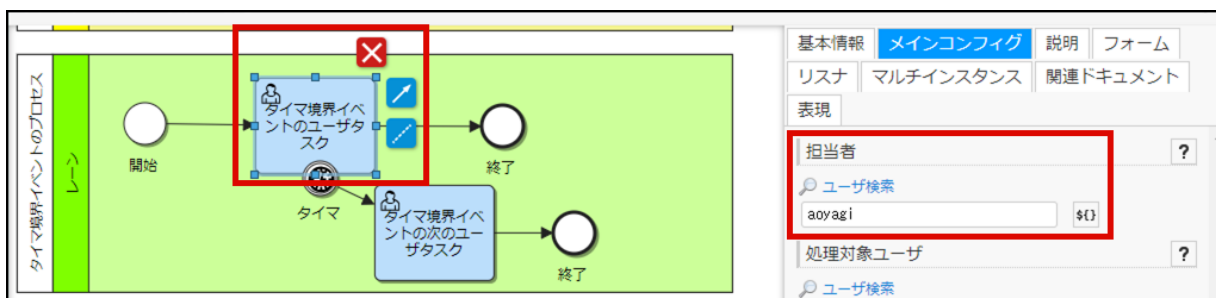 タイマ境界イベントのプロセス
レーン
開始
タイマ境界イベ
ントのユーザタ
スク
終了
タイマ
タイマ境界イベ
ントの次のユー
ザタスク
終了
基本情報 メインコンフィグ 説明 フォーム
リスナ マルチインスタンス 関連ドキュメント
表現
担当者 ?
ユーザ検索
aoyagi ${}
処理対象ユーザ ?
ユーザ検索